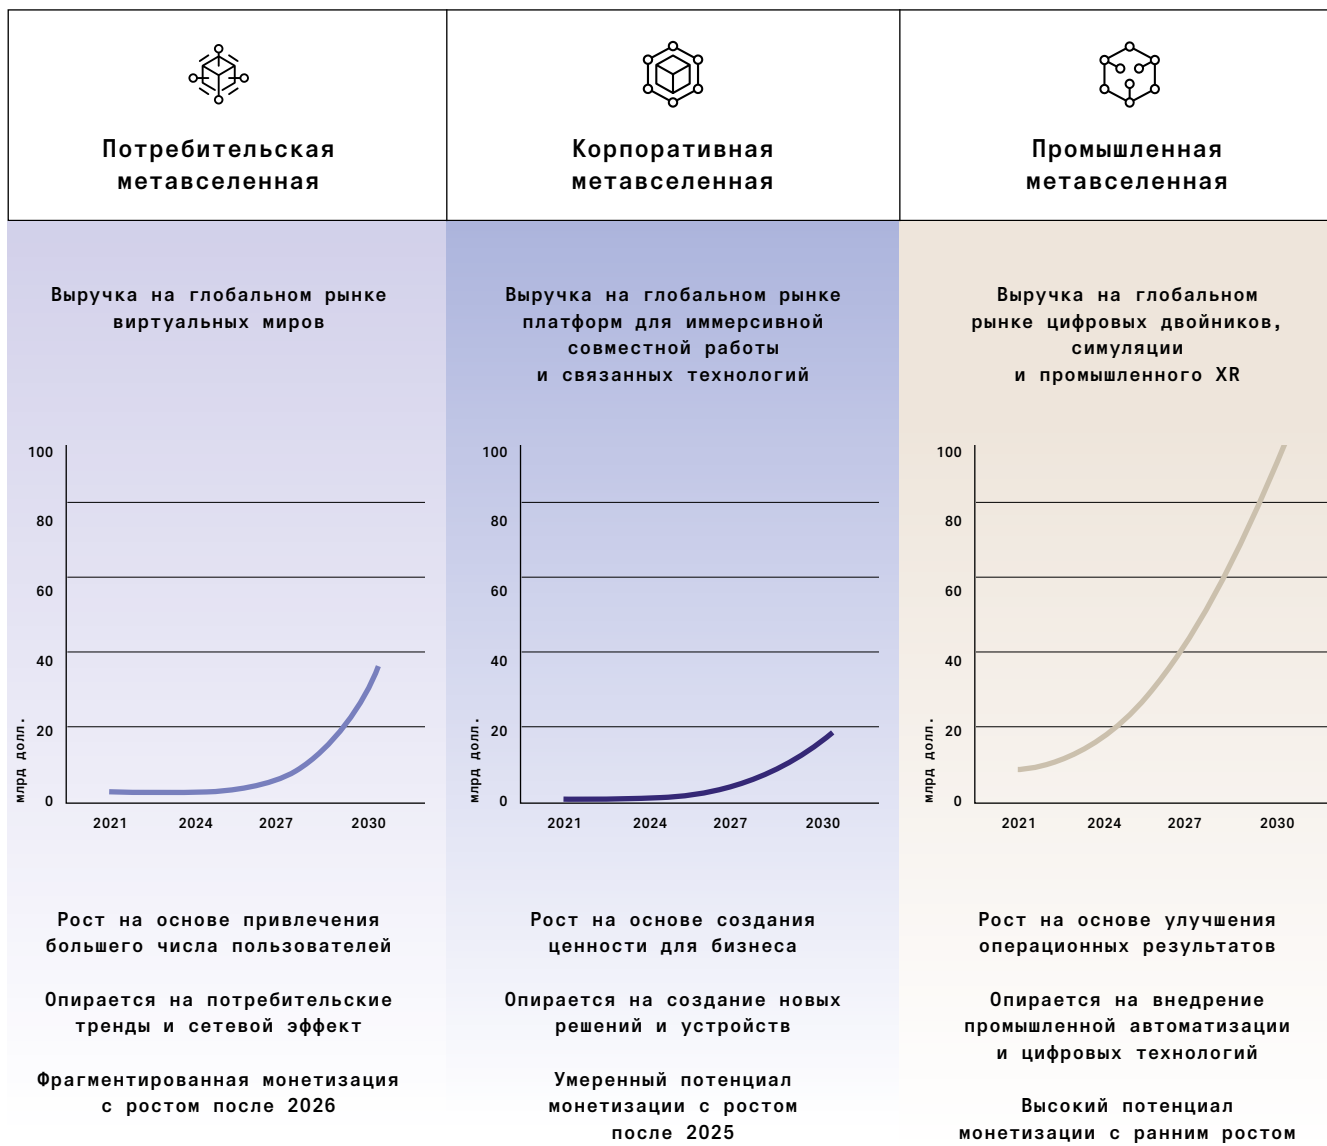 Потребительская
метавселенная
Выручка на глобальном рынке
виртуальных миров
100
80
60
40
20
0
млрд долл.
2021
2024
2027
2030
Рост на основе привлечения
большего числа пользователей
Опирается на потребительские
тренды и сетевой эффект
Фрагментированная монетизация
с ростом после 2026
Корпоративная
метавселенная
Выручка на глобальном рынке
платформ для иммерсивной
совместной работы
и связанных технологий
100
80
60
40
20
0
млрд долл.
2021
2024
2027
2030
Рост на основе создания
ценности для бизнеса
Опирается на создание новых
решений и устройств
Умеренный потенциал
монетизации с ростом
после 2025
Промышленная
метавселенная
Выручка на глобальном
рынке цифровых двойников,
симуляции
и промышленного XR
100
80
60
40
20
0
млрд долл.
2021
2024
2027
2030
Рост на основе улучшения
операционных результатов
Опирается на внедрение
промышленной автоматизации
и цифровых технологий
Высокий потенциал
монетизации с ранним ростом